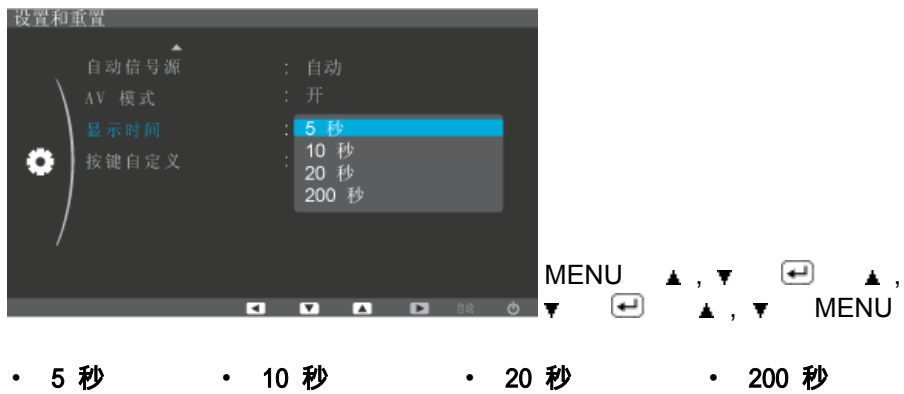 设置和重置
自动信号源 : 自动
AV 模式 : 开
显示时间 : 5 秒
10 秒
按键自定义 :
20 秒
200 秒
自动
MENU ▲ , ▼ ↵ ▲ ,
▼ ↵ ▲ , ▼ MENU
• 5 秒 • 10 秒 • 20 秒 • 200 秒